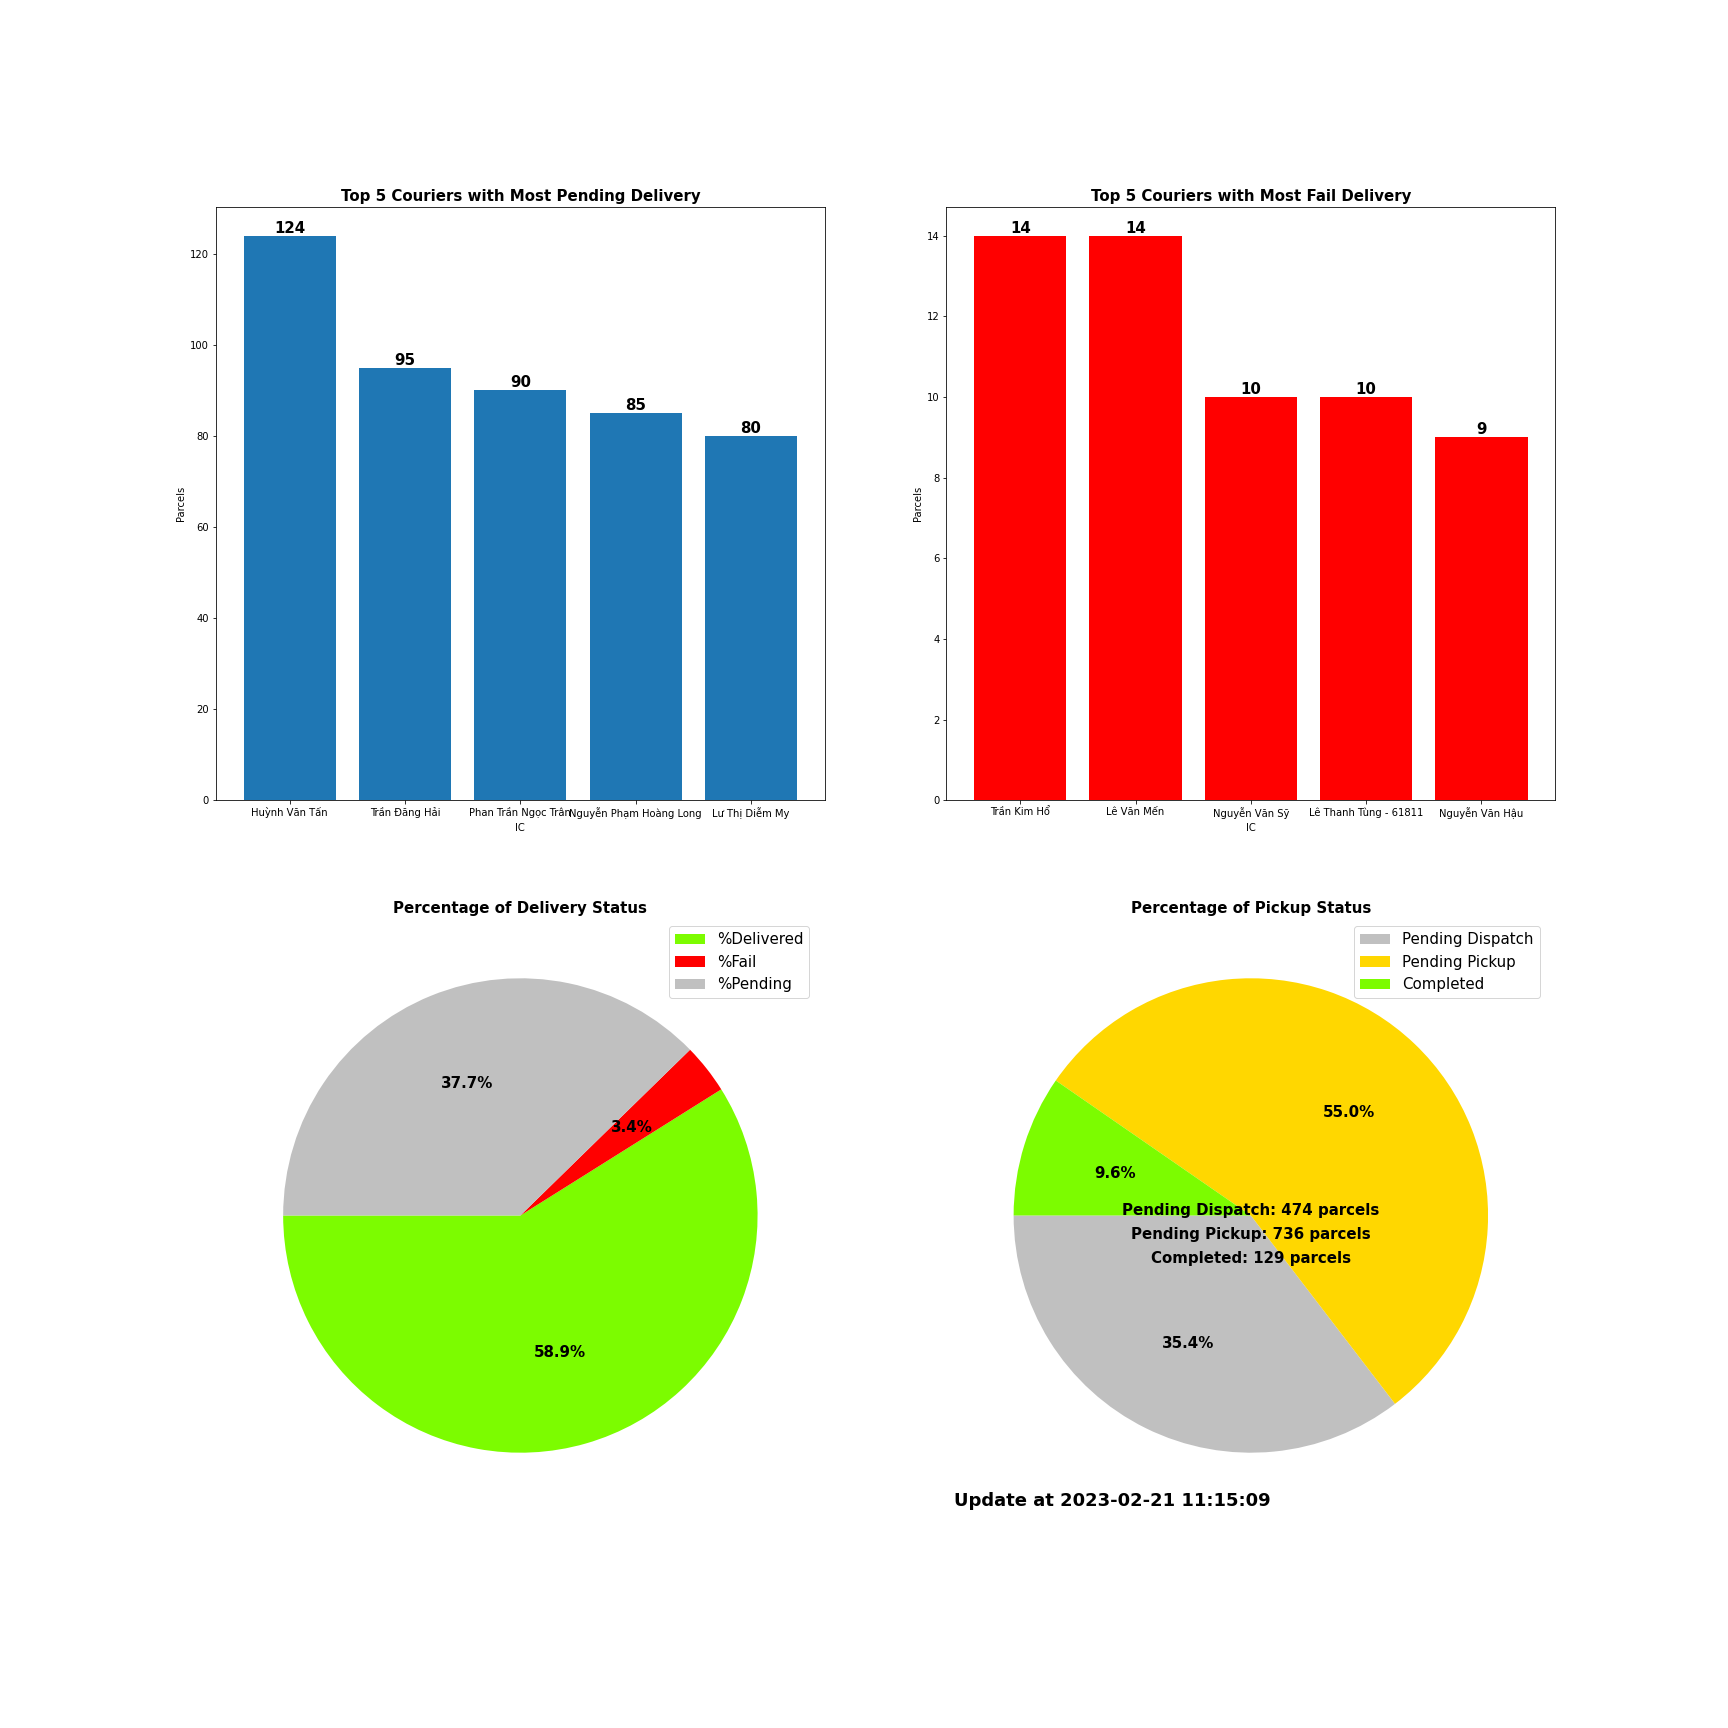 Top 5 Couriers with Most Pending Delivery
124
95
90
85
80
120
100
80
60
40
20
0
Parcels
Huỳnh Văn Tấn
Trần Đăng Hải
Phan Trần Ngọc Trân
Nguyễn Phạm Hoàng Long
Lư Thị Diễm My
IC
Top 5 Couriers with Most Fail Delivery
14
14
10
10
9
14
12
10
8
6
4
2
0
Parcels
Trần Kim Hổ
Lê Văn Mến
Nguyễn Văn Sỹ
Lê Thanh Tùng - 61811
Nguyễn Văn Hậu
IC
Percentage of Delivery Status
%Delivered
%Fail
%Pending
37.7%
3.4%
58.9%
Percentage of Pickup Status
Pending Dispatch
Pending Pickup
Completed
55.0%
9.6%
Pending Dispatch: 474 parcels
Pending Pickup: 736 parcels
Completed: 129 parcels
35.4%
Update at 2023-02-21 11:15:09